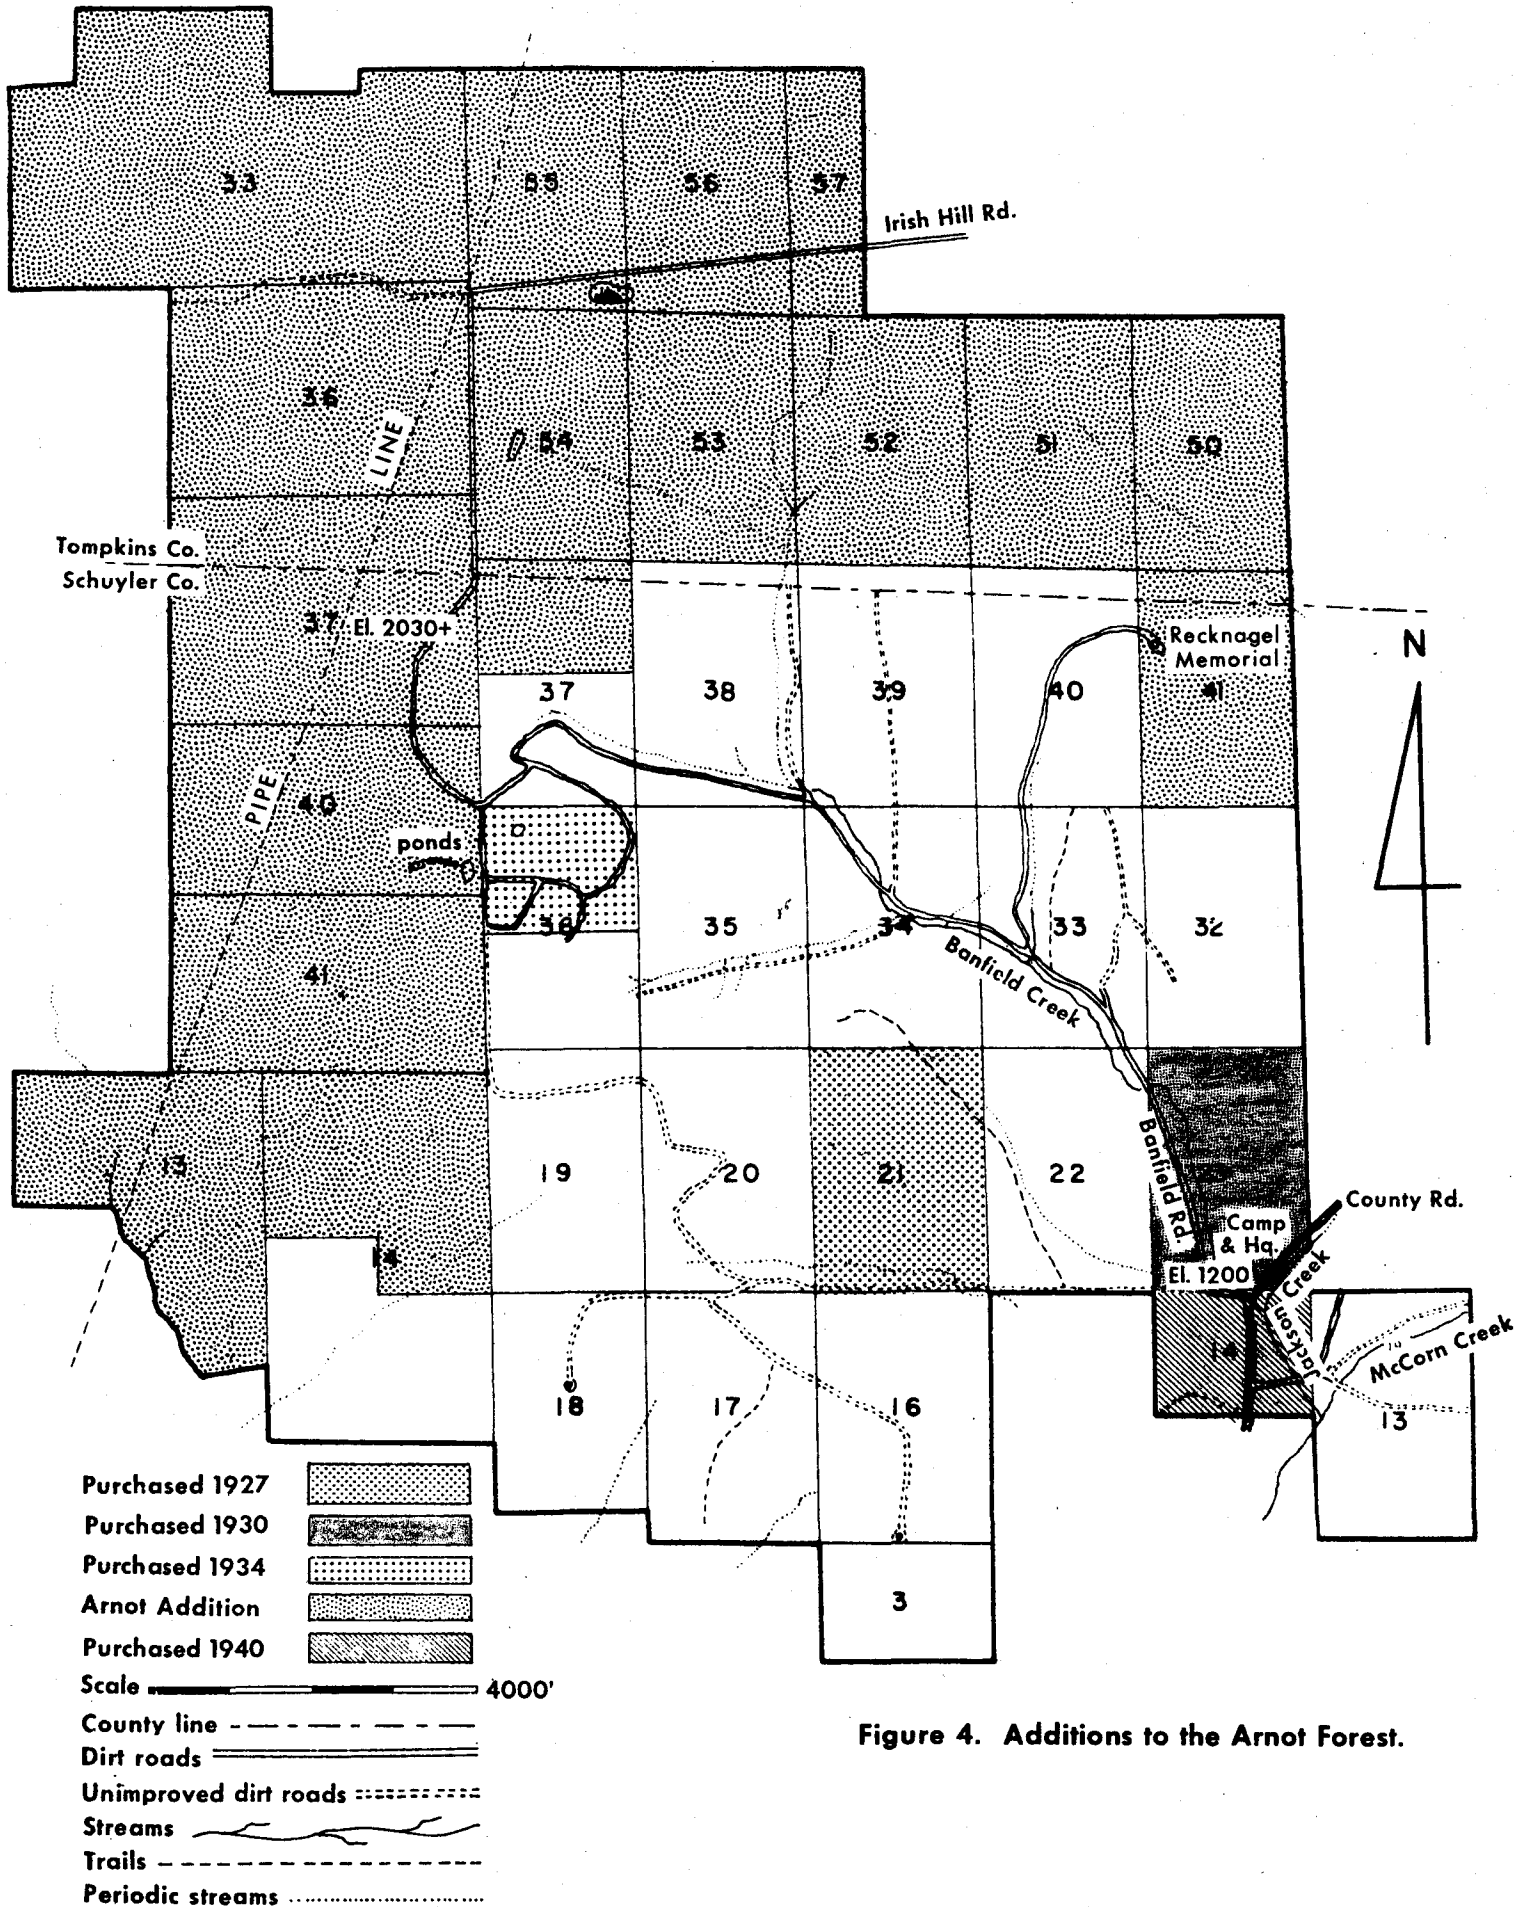 33
55
56
57
Irish Hill Rd.
36
LINE
54
53
52
51
50
Tompkins Co.
Schuyler Co.
37
El. 2030+
Recknagel
Memorial
N
37
38
39
40
41
PIPE
40
ponds
36
35
34
33
32
Banfield Creek
41
13
19
20
21
22
Banfield Rd.
County Rd.
Camp
& Hq.
El. 1200
14
Jackson Creek
14
McCorn Creek
18
17
16
13
3
Purchased 1927
Purchased 1930
Purchased 1934
Arnot Addition
Purchased 1940
Scale 4000'
County line
Dirt roads
Unimproved dirt roads
Streams
Trails
Periodic streams
Figure 4. Additions to the Arnot Forest.